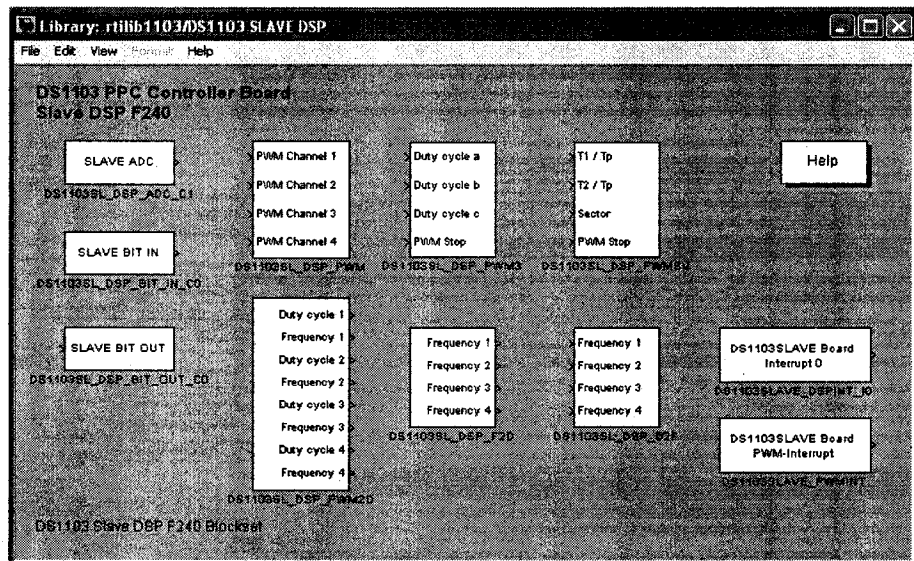 Library: rtilib1103/DS1103 SLAVE DSP
File Edit View Format Help
DS1103 PPC Controller Board
Slave DSP F240
SLAVE ADC
DS1103SL_DSP_ADC_C1
SLAVE BIT IN
DS1103SL_DSP_BIT_IN_C0
SLAVE BIT OUT
DS1103SL_DSP_BIT_OUT_C0
PWM Channel 1
PWM Channel 2
PWM Channel 3
PWM Channel 4
DS1103SL_DSP_PWM
Duty cycle a
Duty cycle b
Duty cycle c
PWM Stop
DS1103SL_DSP_PWM3
T1 / Tp
T2 / Tp
Sector
PWM Stop
Help
Duty cycle 1
Frequency 1
Duty cycle 2
Frequency 2
Duty cycle 3
Frequency 3
Duty cycle 4
Frequency 4
DS1103SL_DSP_PWM2D
Frequency 1
Frequency 2
Frequency 3
Frequency 4
DS1103SL_DSP_F2D
Frequency 1
Frequency 2
Frequency 3
Frequency 4
DS1103SL_DSP_D2F
DS1103SLAVE Board
Interrupt 0
DS1103SLAVE_DSPINT_I0
DS1103SLAVE Board
PWM-Interrupt
DS1103SLAVE_PWMINT
DS1103 Slave DSP F240 Blockset